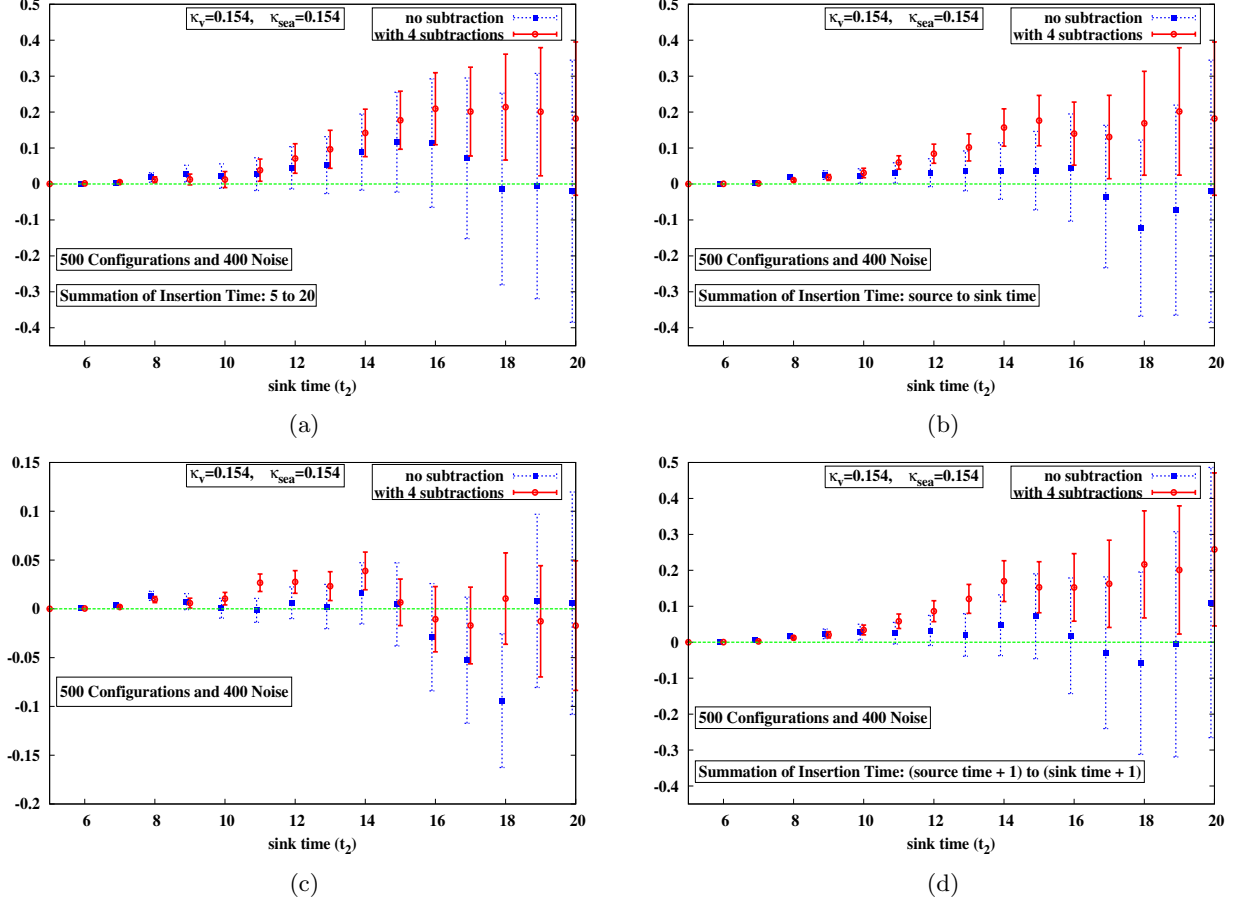 κv=0.154, κsea=0.154
no subtraction
with 4 subtractions
0.5
0.4
0.3
0.2
0.1
0
-0.1
-0.2
-0.3
-0.4
500 Configurations and 400 Noise
Summation of Insertion Time: 5 to 20
6 8 10 12 14 16 18 20
sink time (t2)
(a)
κv=0.154, κsea=0.154
no subtraction
with 4 subtractions
0.5
0.4
0.3
0.2
0.1
0
-0.1
-0.2
-0.3
-0.4
500 Configurations and 400 Noise
Summation of Insertion Time: source to sink time
6 8 10 12 14 16 18 20
sink time (t2)
(b)
κv=0.154, κsea=0.154
no subtraction
with 4 subtractions
0.15
0.1
0.05
0
-0.05
-0.1
-0.15
-0.2
500 Configurations and 400 Noise
6 8 10 12 14 16 18 20
sink time (t2)
(c)
κv=0.154, κsea=0.154
no subtraction
with 4 subtractions
0.5
0.4
0.3
0.2
0.1
0
-0.1
-0.2
-0.3
-0.4
500 Configurations and 400 Noise
Summation of Insertion Time: (source time + 1) to (sink time + 1)
6 8 10 12 14 16 18 20
sink time (t2)
(d)